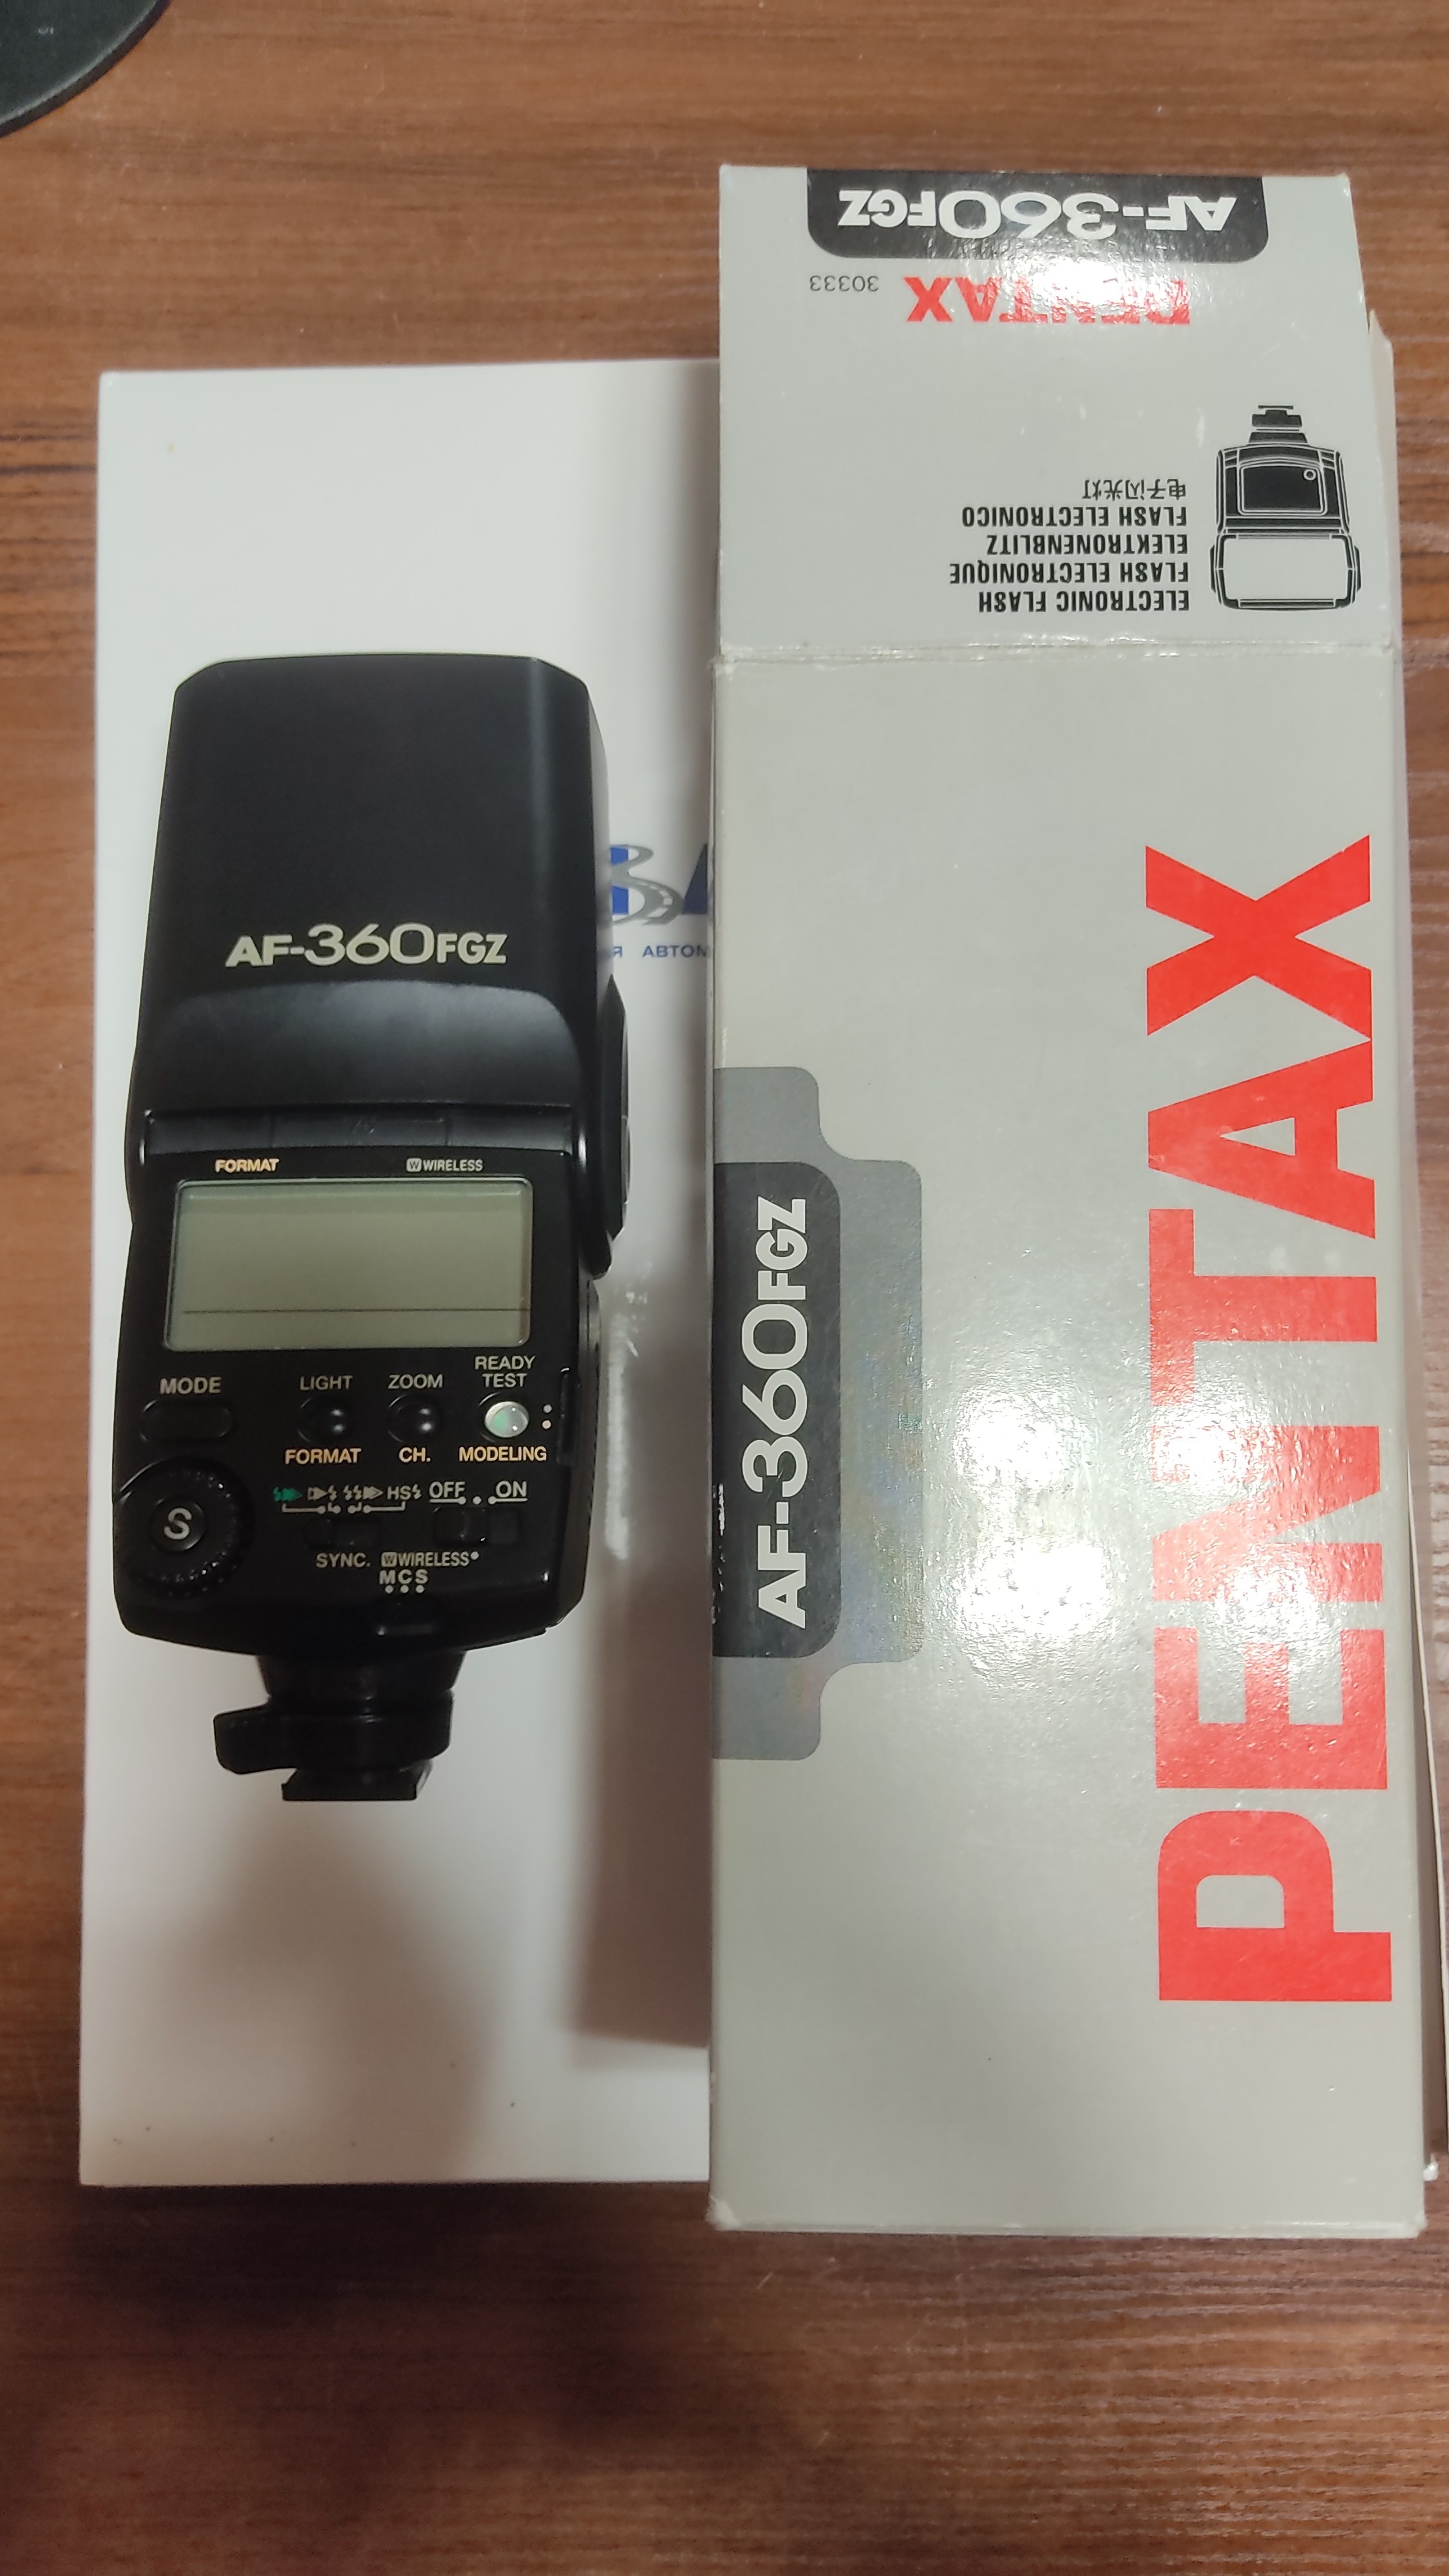 AF-360FGZ
FORMAT
W WIRELESS
MODE
LIGHT
ZOOM
READY
TEST
FORMAT
CH.
MODELING
HS
OFF
ON
S
SYNC.
W WIRELESS
M C S
АВТОМ
AF-360FGZ
PENTAX
30333
ELECTRONIC FLASH
FLASH ELECTRONIQUE
ELEKTRONENBLITZ
FLASH ELECTRONICO
电子闪光灯
AF-360FGZ
PENTAX